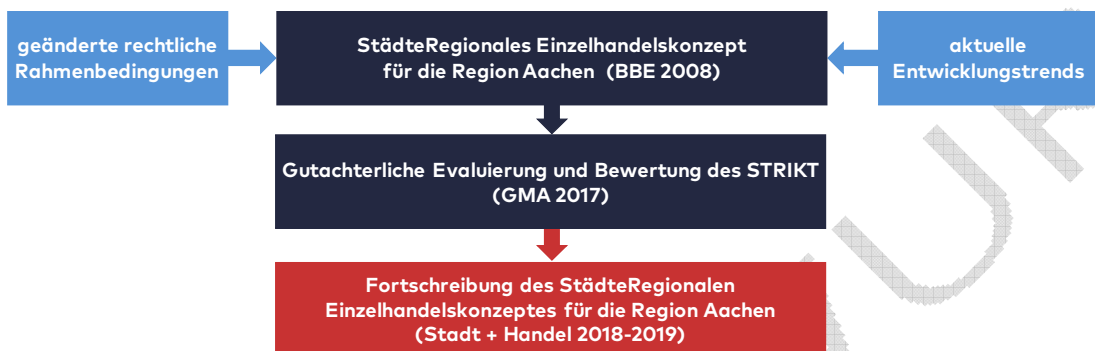 geänderte rechtliche
Rahmenbedingungen
StädteRegionales Einzelhandelskonzept
für die Region Aachen (BBE 2008)
aktuelle
Entwicklungstrends
Gutachterliche Evaluierung und Bewertung des STRIKT
(GMA 2017)
Fortschreibung des StädteRegionalen
Einzelhandelskonzeptes für die Region Aachen
(Stadt + Handel 2018-2019)